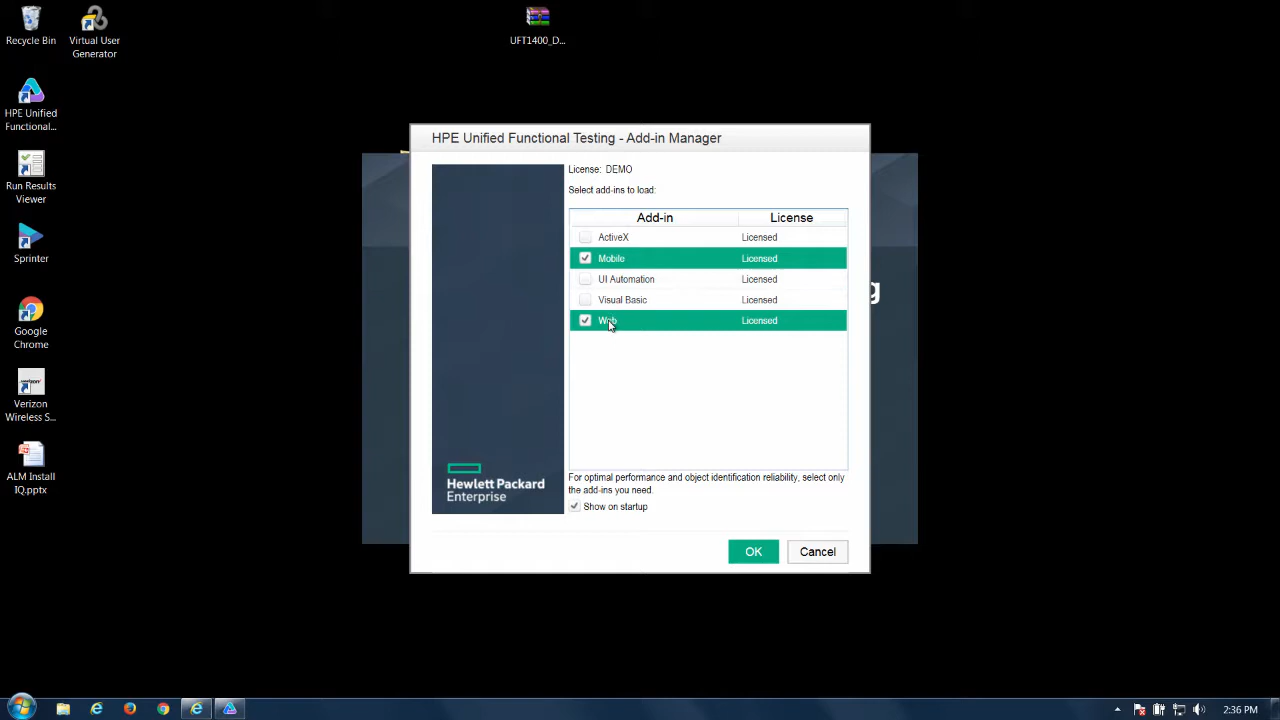 Recycle Bin
Virtual User
Generator
UFT1400_D...
HPE Unified
Functional...
Run Results
Viewer
Sprinter
Google
Chrome
verizon
Verizon
Wireless S...
ALM Install
IQ.pptx
HPE Unified Functional Testing - Add-in Manager
License: DEMO
Select add-ins to load:
Add-in License
ActiveX Licensed
Mobile Licensed
UI Automation Licensed
Visual Basic Licensed
Web Licensed
g
Hewlett Packard
Enterprise
For optimal performance and object identification reliability, select only
the add-ins you need.
Show on startup
OK Cancel
2:36 PM